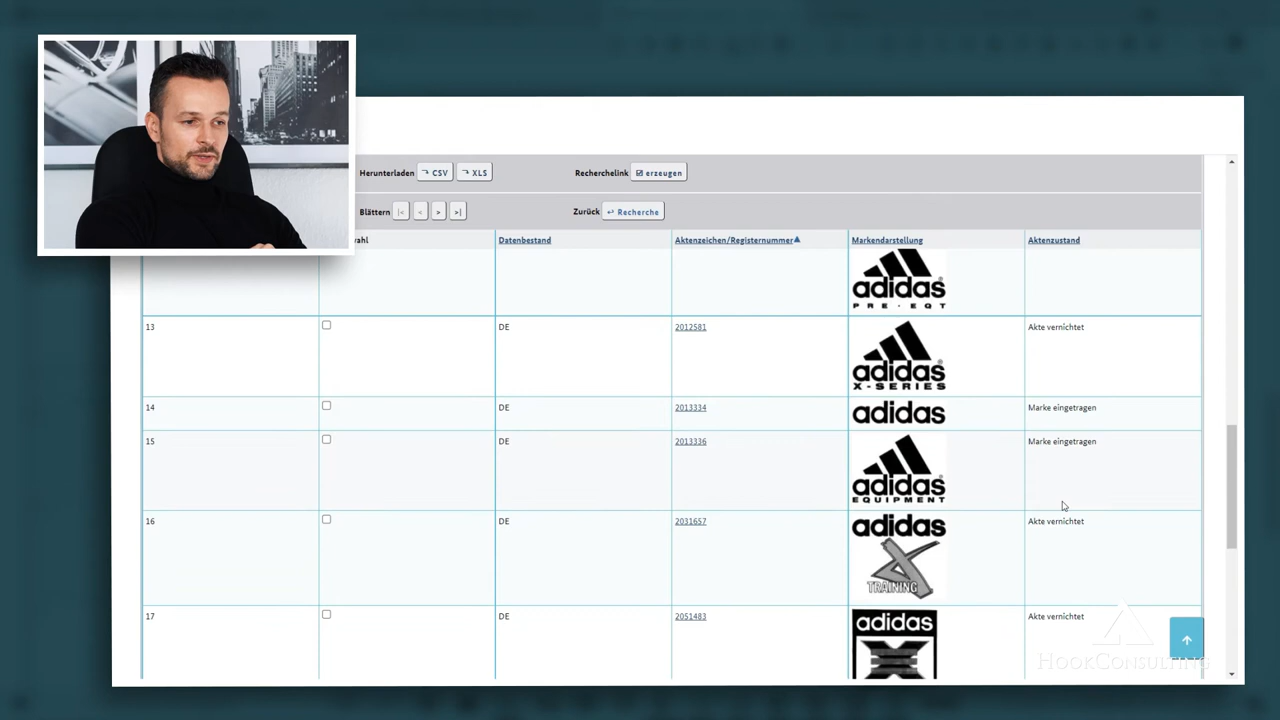 Herunterladen CSV XLS Recherchelink erzeugen
Blättern |< < > >| Zurück Recherche
wahl Datenbestand Aktenzeichen/Registernummer Markendarstellung Aktenzustand
adidas
PRE-EQT
13 DE 2012581 Akte vernichtet
adidas
X-SERIES
14 DE 2013334 adidas Marke eingetragen
15 DE 2013336 Marke eingetragen
adidas
EQUIPMENT
16 DE 2031657 adidas Akte vernichtet
TRAINING
17 DE 2051483 adidas Akte vernichtet
HOOKCONSULTING